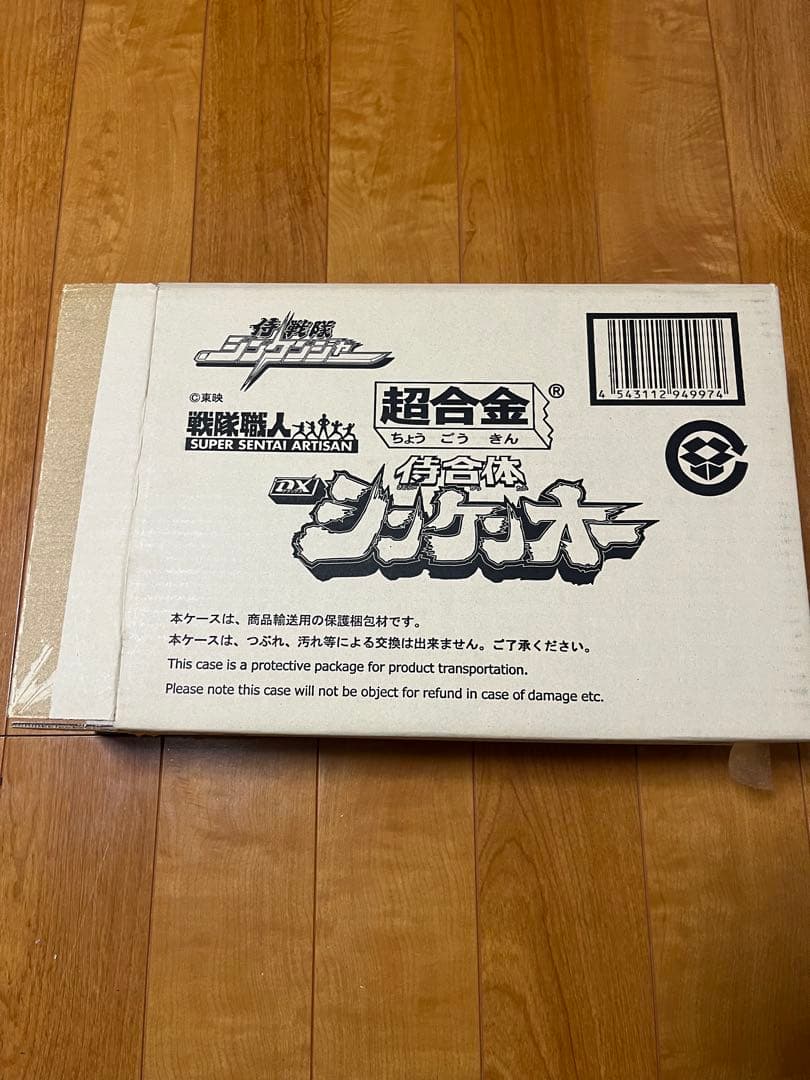 侍戦隊
シンケンジャー
©東映
戦隊職人
SUPER SENTAI ARTISAN
超合金®
ちょう ごう きん
4 543112 949974
侍合体
DX シンケンオー
本ケースは、商品輸送用の保護梱包材です。
本ケースは、つぶれ、汚れ等による交換は出来ません。ご了承ください。
This case is a protective package for product transportation.
Please note this case will not be object for refund in case of damage etc.